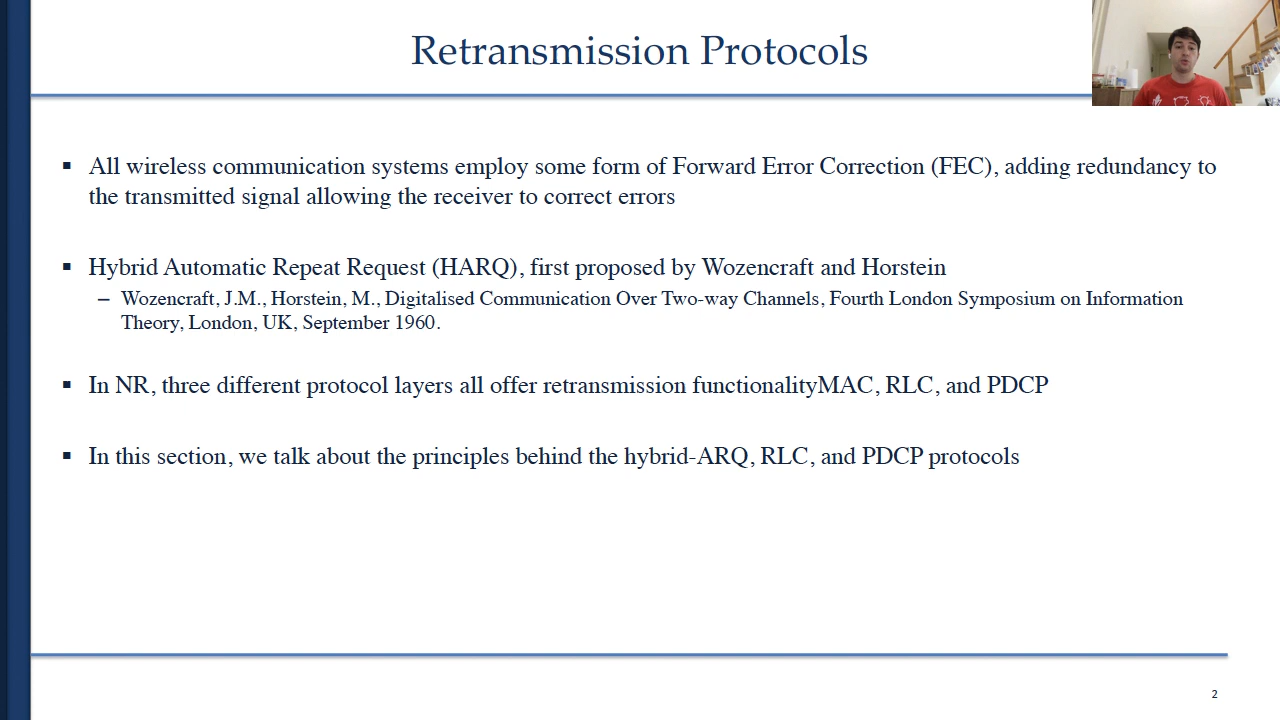 Retransmission Protocols
▪ All wireless communication systems employ some form of Forward Error Correction (FEC), adding redundancy to
the transmitted signal allowing the receiver to correct errors
▪ Hybrid Automatic Repeat Request (HARQ), first proposed by Wozencraft and Horstein
– Wozencraft, J.M., Horstein, M., Digitalised Communication Over Two-way Channels, Fourth London Symposium on Information
Theory, London, UK, September 1960.
▪ In NR, three different protocol layers all offer retransmission functionalityMAC, RLC, and PDCP
▪ In this section, we talk about the principles behind the hybrid-ARQ, RLC, and PDCP protocols
2